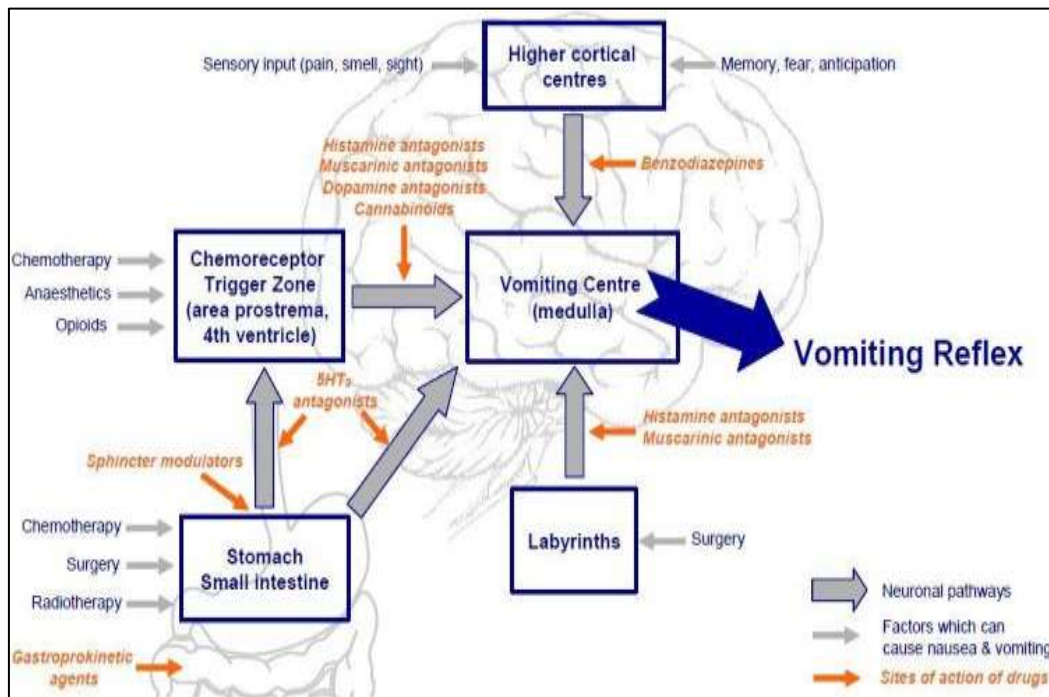 Higher cortical
centres
Sensory input (pain, smell, sight)
Memory, fear, anticipation
Histamine antagonists
Muscarinic antagonists
Dopamine antagonists
Cannabinoids
Benzodiazepines
Chemotherapy
Anaesthetics
Opioids
Chemoreceptor
Trigger Zone
(area prostrema,
4th ventricle)
Vomiting Centre
(medulla)
Vomiting Reflex
5HT₃
antagonists
Histamine antagonists
Muscarinic antagonists
Sphincter modulators
Chemotherapy
Surgery
Radiotherapy
Stomach
Small intestine
Labyrinths
Surgery
Gastroprokinetic
agents
Neuronal pathways
Factors which can
cause nausea & vomiting
Sites of action of drugs